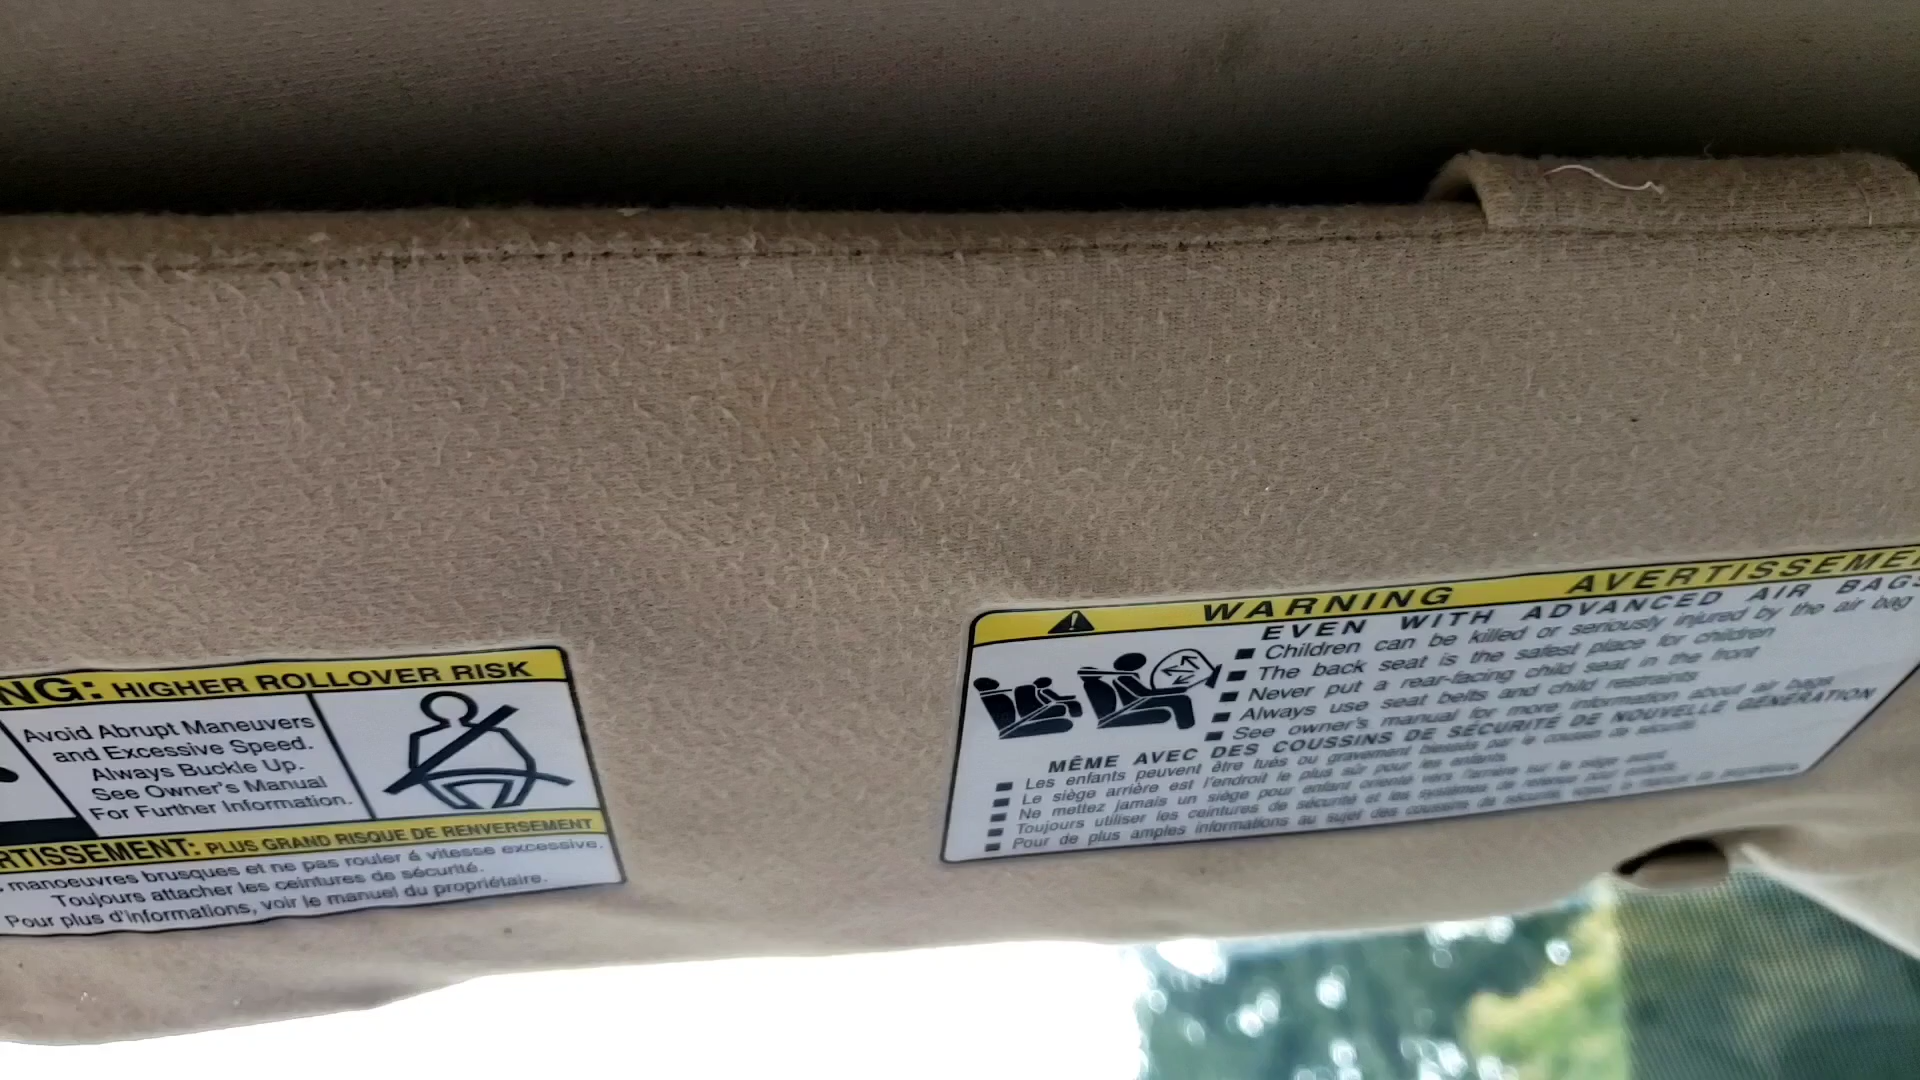 NG: HIGHER ROLLOVER RISK
Avoid Abrupt Maneuvers
and Excessive Speed.
Always Buckle Up.
See Owner's Manual
For Further Information.
RTISSEMENT: PLUS GRAND RISQUE DE RENVERSEMENT
manoeuvres brusques et ne pas rouler á vitesse excessive.
Toujours attacher les ceintures de sécurité.
Pour plus d'informations, voir le manuel du propriétaire.
WARNING AVERTISSEMEN
EVEN WITH ADVANCED AIR BAGS
■ Children can be killed or seriously injured by the air bag
■ The back seat is the safest place for children
■ Never put a rear-facing child seat in the front
■ Always use seat belts and child restraints
■ See owner's manual for more information about air bags
MÊME AVEC DES COUSSINS DE SÉCURITÉ DE NOUVELLE GÉNÉRATION
■ Les enfants peuvent être tués ou gravement blessés par le coussin de sécurité
■ Le siège arrière est l'endroit le plus sûr pour les enfants
■ Ne mettez jamais un siège pour enfant orienté vers l'arrière sur le siège avant
■ Toujours utiliser les ceintures de sécurité et les systèmes de retenue pour enfants
■ Pour de plus amples informations au sujet des coussins de sécurité,